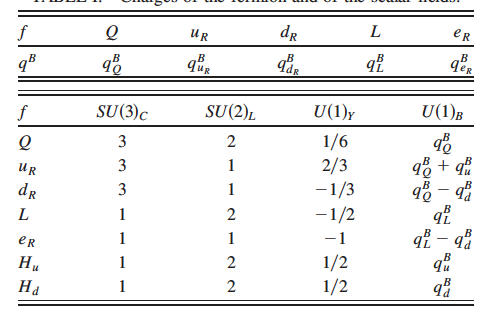 TABLE I. Charges of the fermion and of the scalar fields.
f Q u_R d_R L e_R
q^B q^B_Q q^B_{u_R} q^B_{d_R} q^B_L q^B_{e_R}
f SU(3)_C SU(2)_L U(1)_Y U(1)_B
Q 3 2 1/6 q^B_Q
u_R 3 1 2/3 q^B_Q + q^B_u
d_R 3 1 −1/3 q^B_Q − q^B_d
L 1 2 −1/2 q^B_L
e_R 1 1 −1 q^B_L − q^B_d
H_u 1 2 1/2 q^B_u
H_d 1 2 1/2 q^B_d